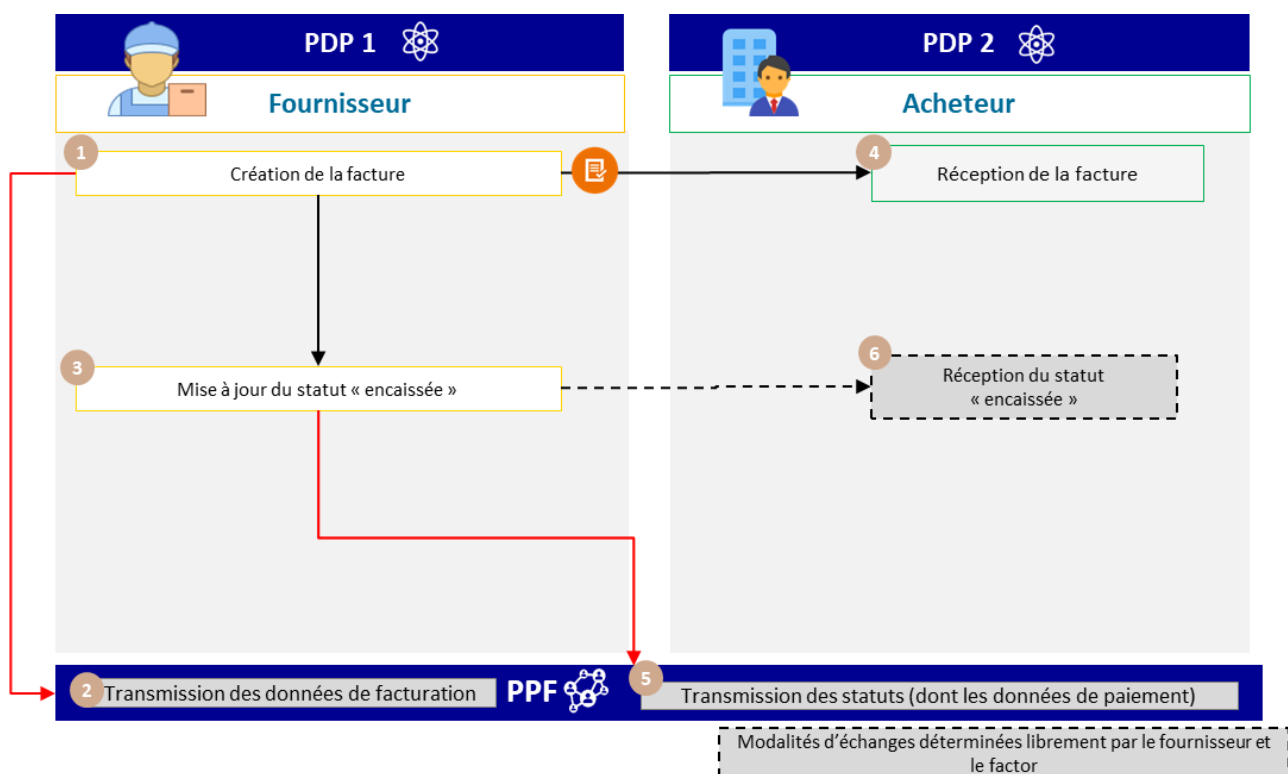 PDP 1
PDP 2
Fournisseur
Acheteur
1
Création de la facture
4
Réception de la facture
3
Mise à jour du statut « encaissée »
6
Réception du statut
« encaissée »
2
Transmission des données de facturation
PPF
5
Transmission des statuts (dont les données de paiement)
Modalités d’échanges déterminées librement par le fournisseur et
le factor